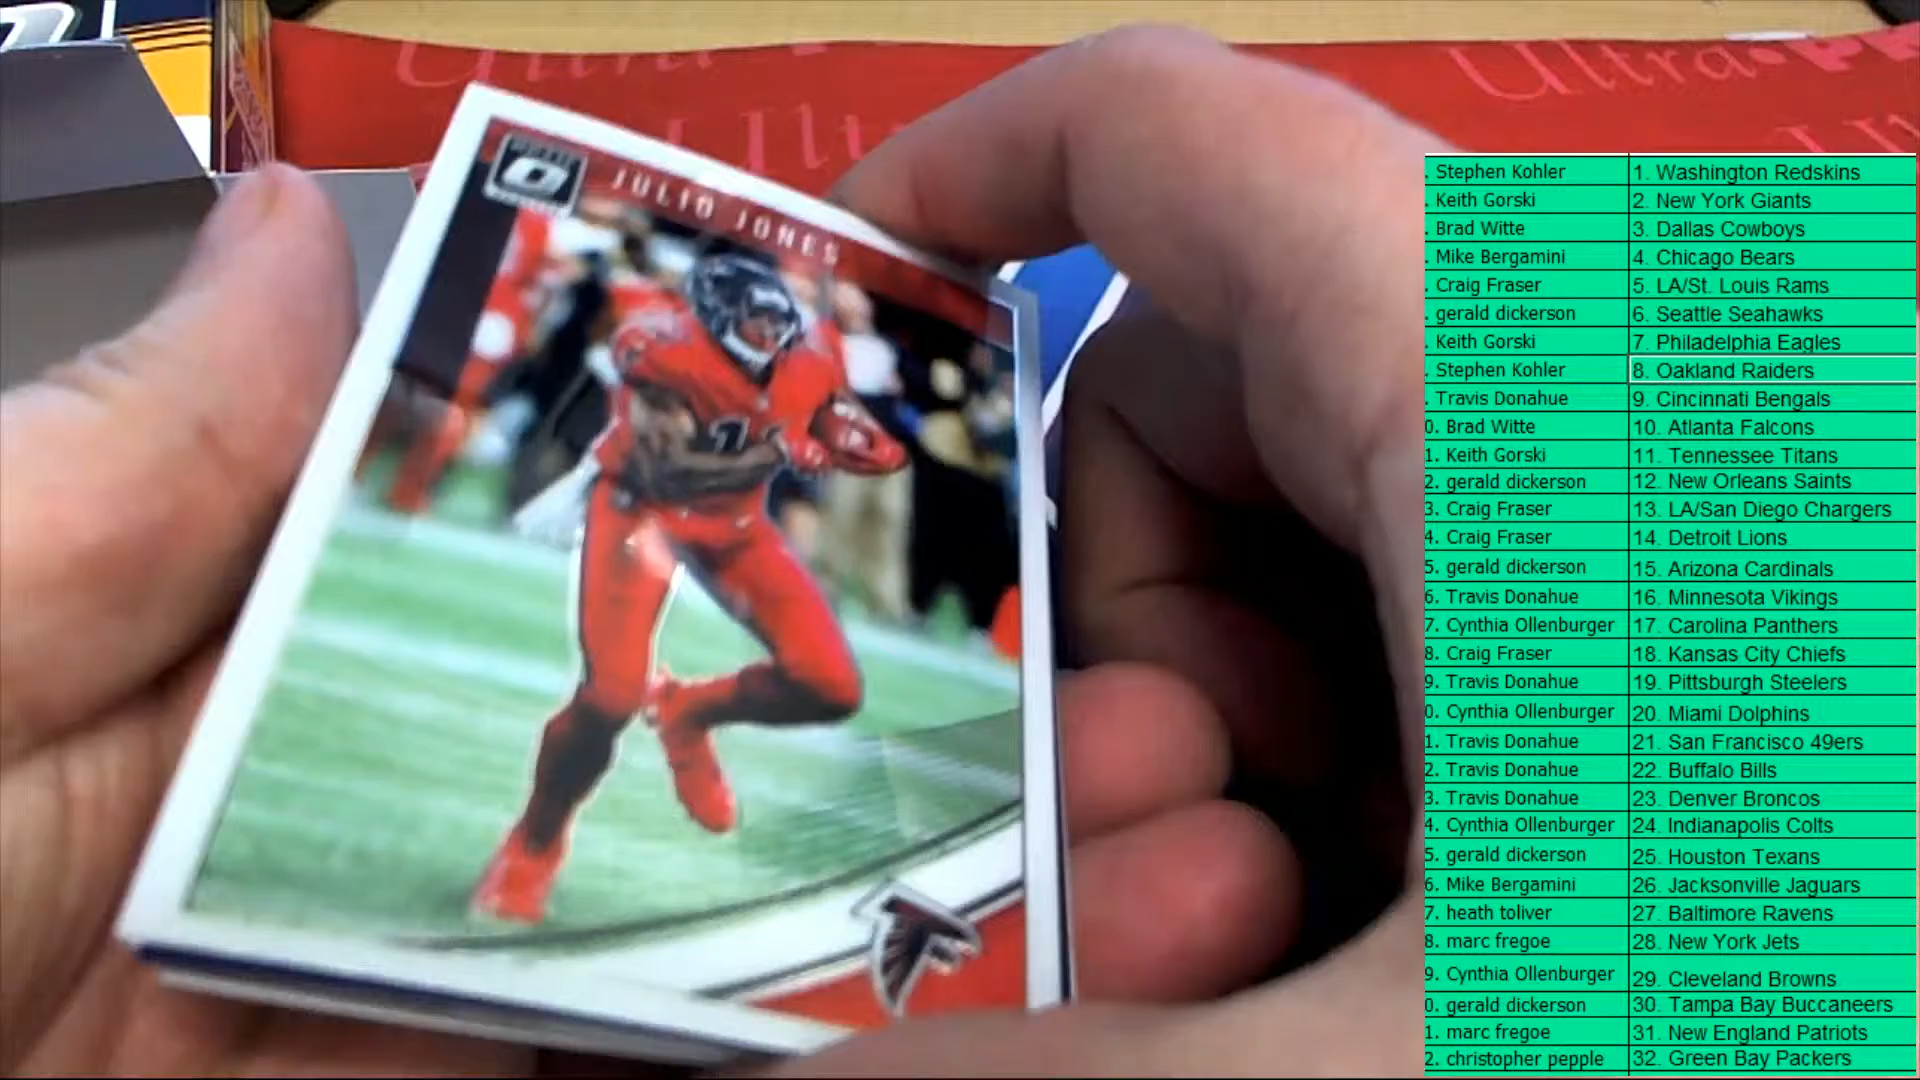 Ultra PR
JULIO JONES
. Stephen Kohler 1. Washington Redskins
. Keith Gorski 2. New York Giants
. Brad Witte 3. Dallas Cowboys
. Mike Bergamini 4. Chicago Bears
. Craig Fraser 5. LA/St. Louis Rams
. gerald dickerson 6. Seattle Seahawks
. Keith Gorski 7. Philadelphia Eagles
. Stephen Kohler 8. Oakland Raiders
. Travis Donahue 9. Cincinnati Bengals
0. Brad Witte 10. Atlanta Falcons
1. Keith Gorski 11. Tennessee Titans
2. gerald dickerson 12. New Orleans Saints
3. Craig Fraser 13. LA/San Diego Chargers
4. Craig Fraser 14. Detroit Lions
5. gerald dickerson 15. Arizona Cardinals
6. Travis Donahue 16. Minnesota Vikings
7. Cynthia Ollenburger 17. Carolina Panthers
8. Craig Fraser 18. Kansas City Chiefs
9. Travis Donahue 19. Pittsburgh Steelers
0. Cynthia Ollenburger 20. Miami Dolphins
1. Travis Donahue 21. San Francisco 49ers
2. Travis Donahue 22. Buffalo Bills
3. Travis Donahue 23. Denver Broncos
4. Cynthia Ollenburger 24. Indianapolis Colts
5. gerald dickerson 25. Houston Texans
6. Mike Bergamini 26. Jacksonville Jaguars
7. heath toliver 27. Baltimore Ravens
8. marc fregoe 28. New York Jets
9. Cynthia Ollenburger 29. Cleveland Browns
0. gerald dickerson 30. Tampa Bay Buccaneers
1. marc fregoe 31. New England Patriots
2. christopher pepple 32. Green Bay Packers